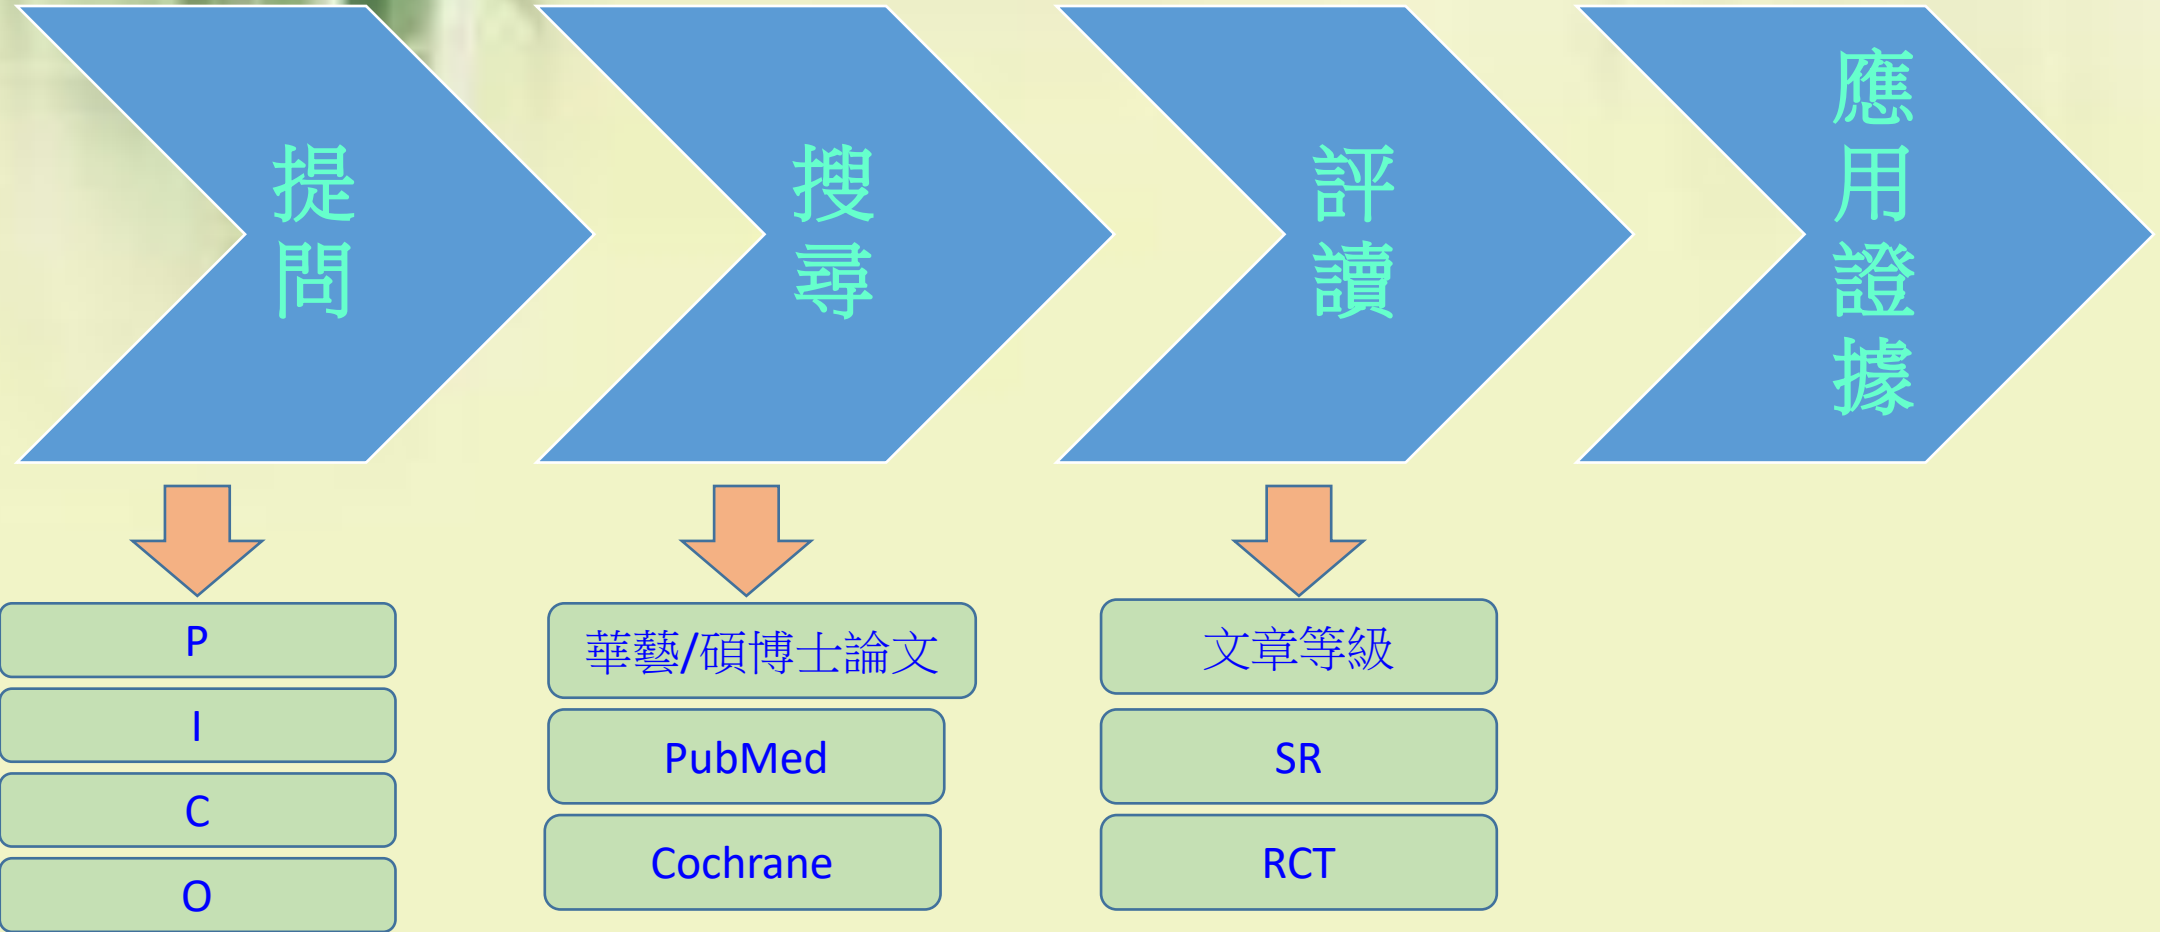 提問
搜尋
評讀
應用證據
P
I
C
O
華藝/碩博士論文
PubMed
Cochrane
文章等級
SR
RCT